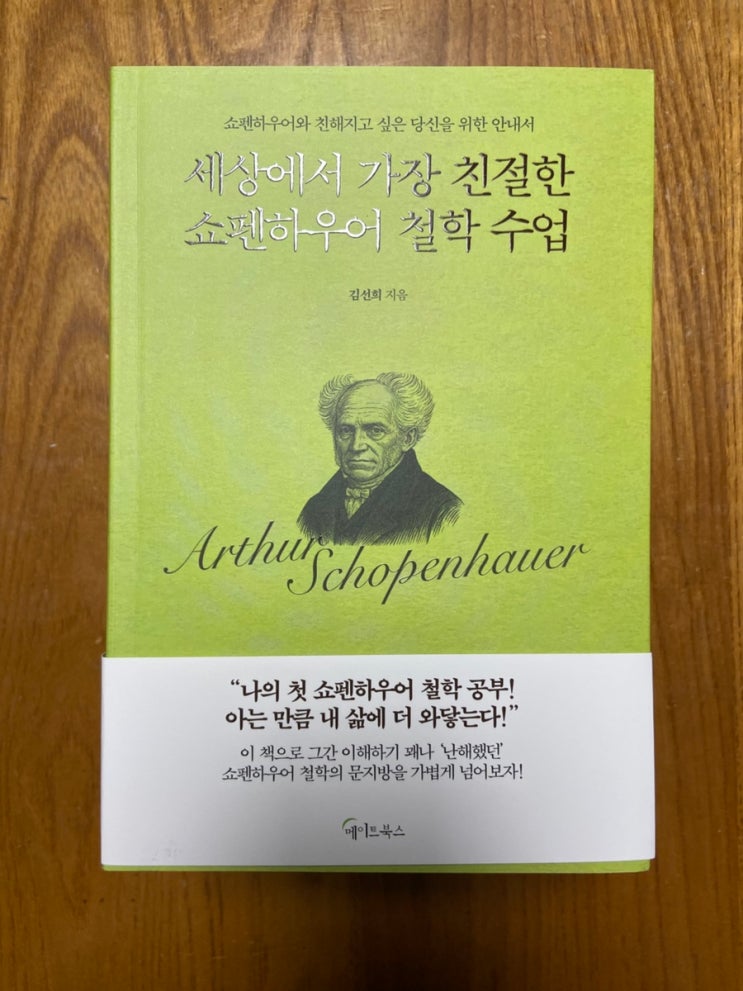 쇼펜하우어와 친해지고 싶은 당신을 위한 안내서
세상에서 가장 친절한
쇼펜하우어 철학 수업
김선희 지음
Arthur
Schopenhauer
“나의 첫 쇼펜하우어 철학 공부!
아는 만큼 내 삶에 더 와닿는다!”
이 책으로 그간 이해하기 꽤나 ‘난해했던’
쇼펜하우어 철학의 문지방을 가볍게 넘어보자!
메이트북스